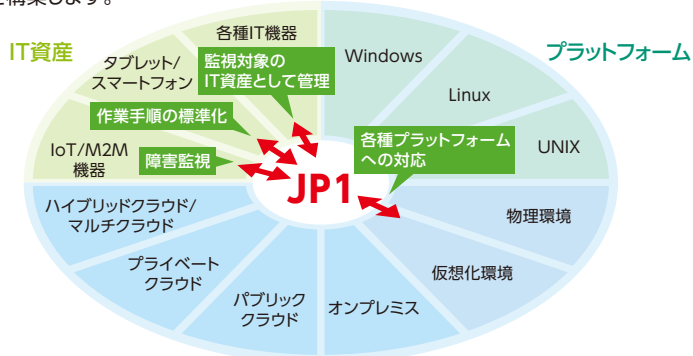 を構築します。
IT資産
プラットフォーム
各種IT機器
タブレット/
スマートフォン
監視対象の
IT資産として管理
作業手順の標準化
IoT/M2M
機器
障害監視
Windows
Linux
UNIX
各種プラットフォーム
への対応
JP1
ハイブリッドクラウド/
マルチクラウド
プライベート
クラウド
パブリック
クラウド
オンプレミス
仮想化環境
物理環境